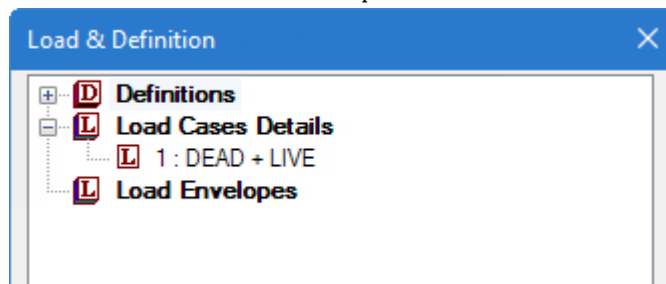 Load & Definition
D Definitions
L Load Cases Details
L 1 : DEAD + LIVE
L Load Envelopes